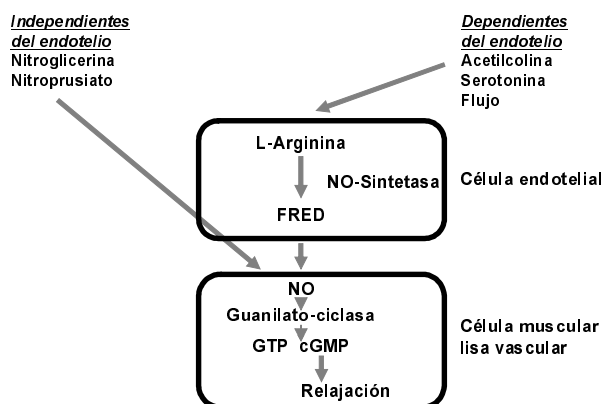 Independientes
del endotelio
Nitroglicerina
Nitroprusiato
Dependientes
del endotelio
Acetilcolina
Serotonina
Flujo
L-Arginina
NO-Sintetasa
FRED
Célula endotelial
NO
Guanilato-ciclasa
GTP cGMP
Relajación
Célula muscular
lisa vascular